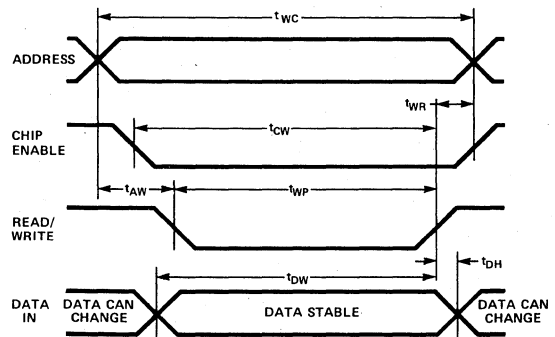 tWC
ADDRESS
tWR
CHIP
ENABLE
tCW
tAW
tWP
READ/
WRITE
tDH
tDW
DATA
IN
DATA CAN
CHANGE
DATA STABLE
DATA CAN
CHANGE